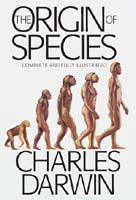 THE
ORIGIN OF
SPECIES
COMPLETE AND FULLY ILLUSTRATED
CHARLES
DARWIN